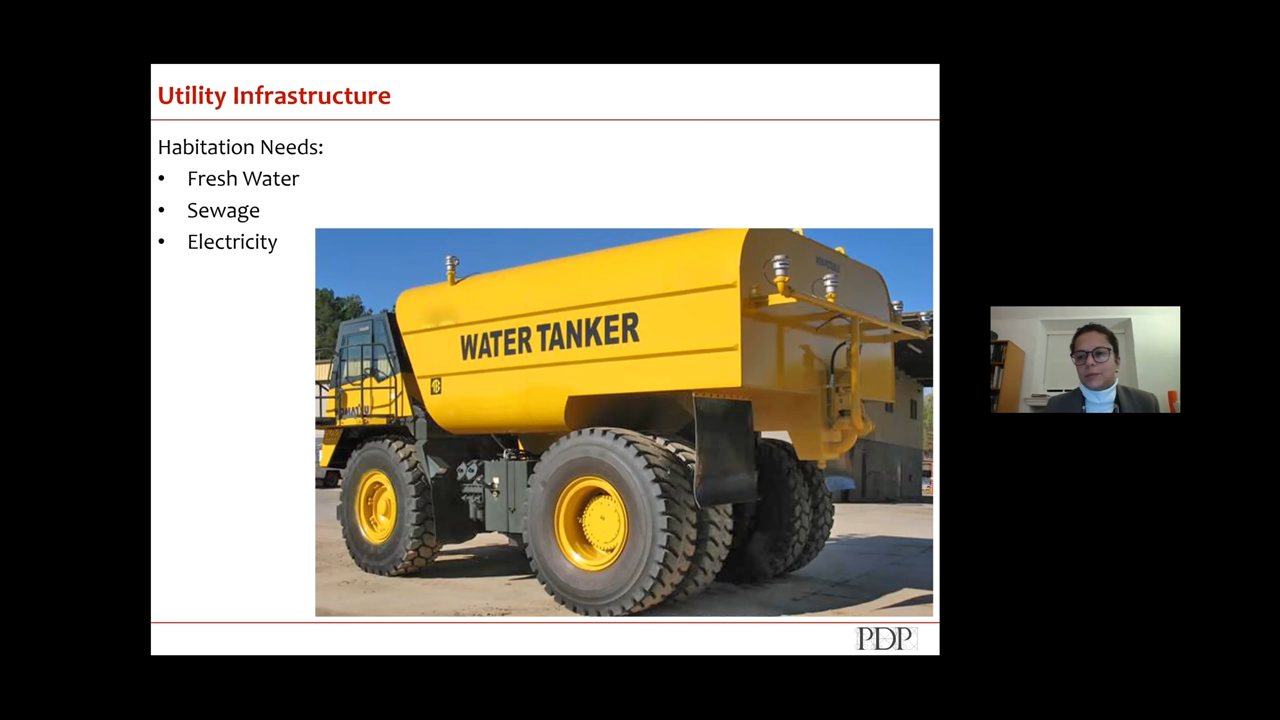 Utility Infrastructure
Habitation Needs:
• Fresh Water
• Sewage
• Electricity
WATER TANKER
PDP